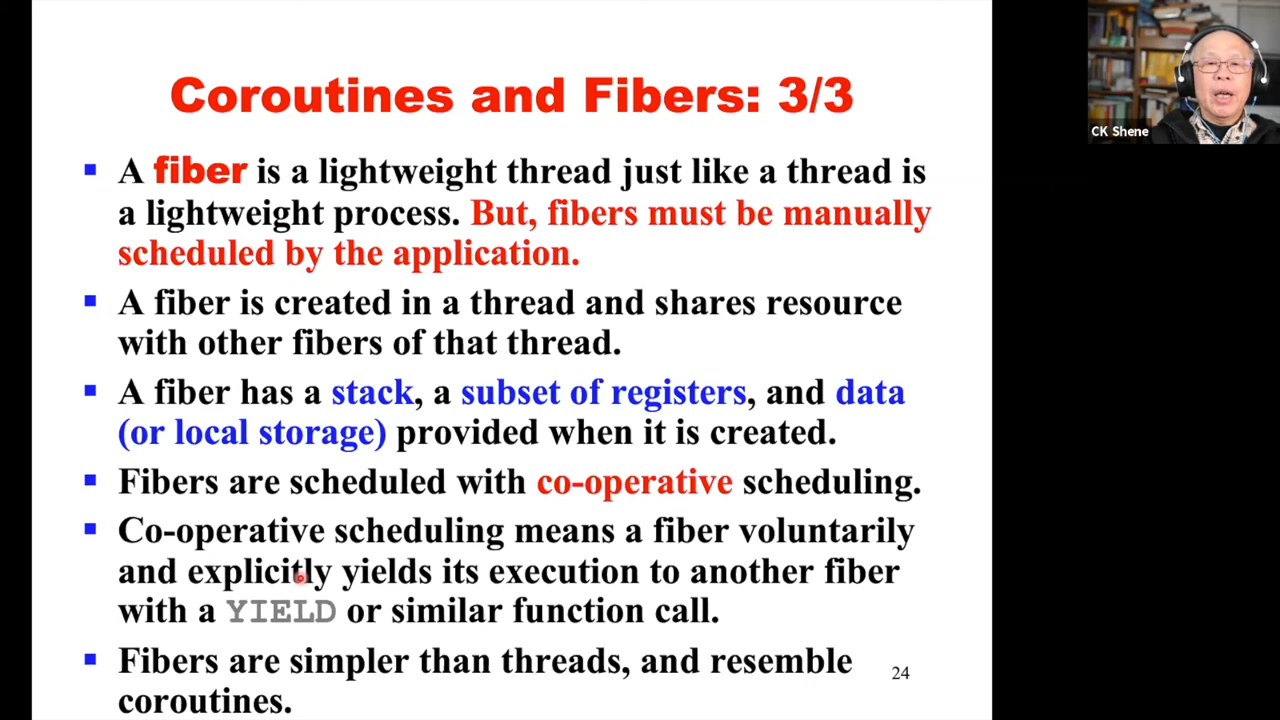 Coroutines and Fibers: 3/3
A fiber is a lightweight thread just like a thread is
a lightweight process. But, fibers must be manually
scheduled by the application.
A fiber is created in a thread and shares resource
with other fibers of that thread.
A fiber has a stack, a subset of registers, and data
(or local storage) provided when it is created.
Fibers are scheduled with co-operative scheduling.
Co-operative scheduling means a fiber voluntarily
and explicitly yields its execution to another fiber
with a YIELD or similar function call.
Fibers are simpler than threads, and resemble
coroutines.
24
CK Shene